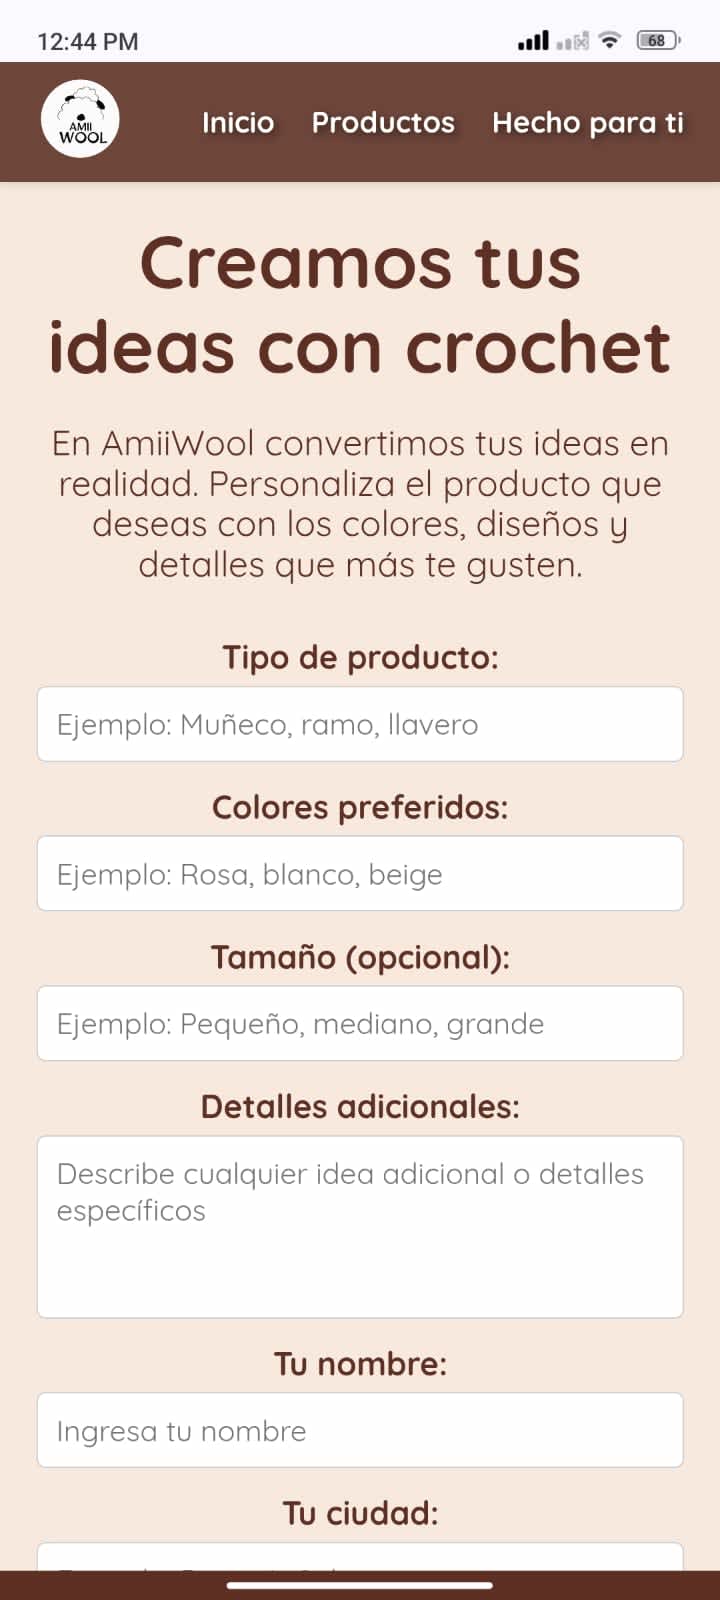 12:44 PM
68
AMII
WOOL
Inicio Productos Hecho para ti
Creamos tus
ideas con crochet
En AmiiWool convertimos tus ideas en
realidad. Personaliza el producto que
deseas con los colores, diseños y
detalles que más te gusten.
Tipo de producto:
Ejemplo: Muñeco, ramo, llavero
Colores preferidos:
Ejemplo: Rosa, blanco, beige
Tamaño (opcional):
Ejemplo: Pequeño, mediano, grande
Detalles adicionales:
Describe cualquier idea adicional o detalles
específicos
Tu nombre:
Ingresa tu nombre
Tu ciudad: